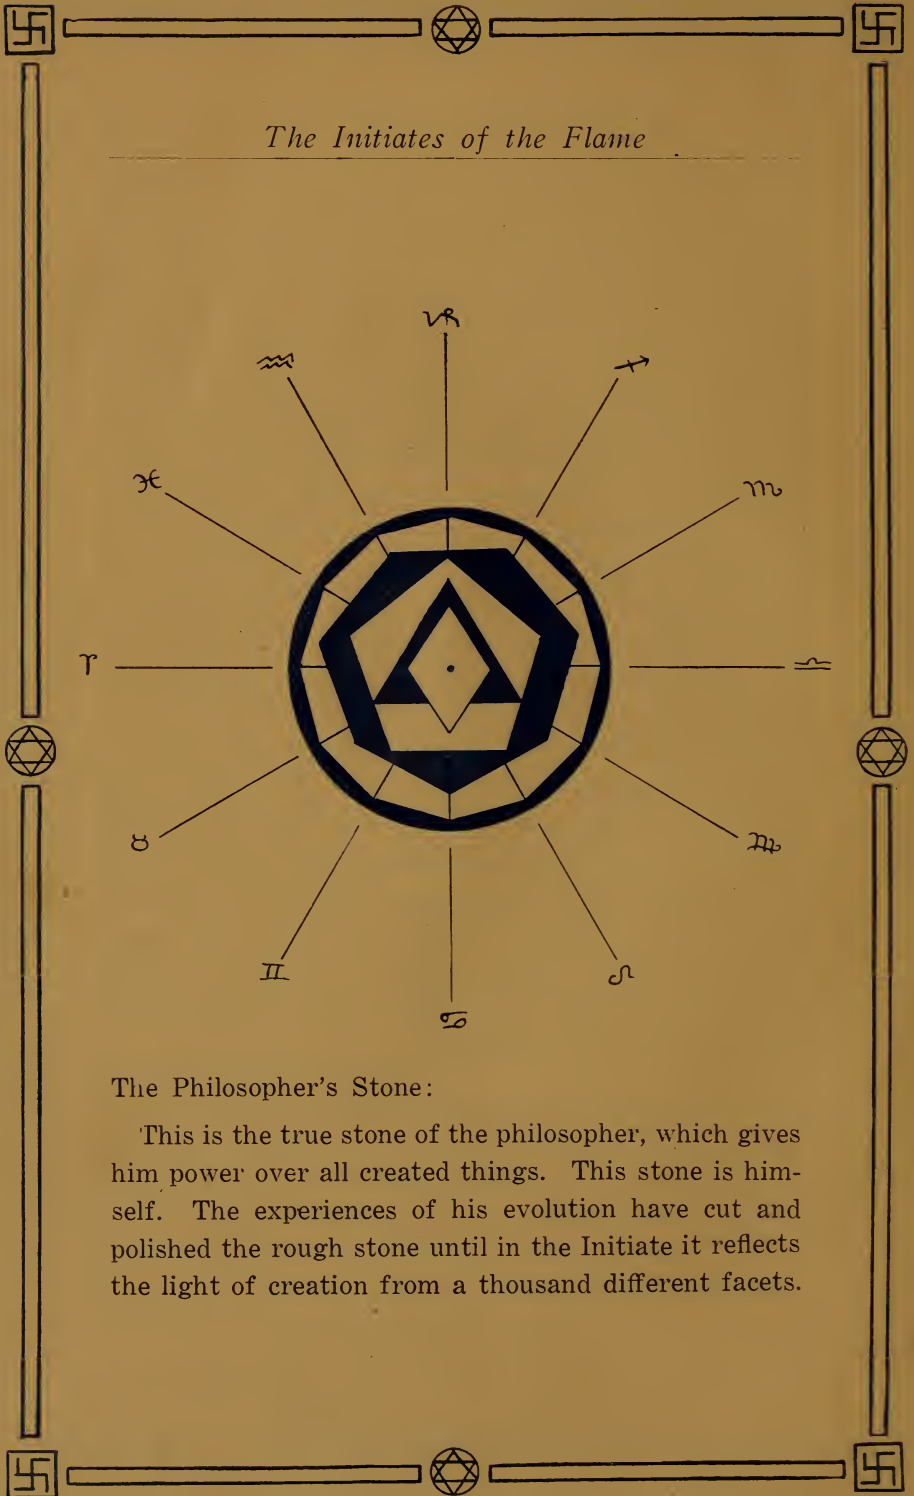 The Initiates of the Flame
♑
♒ ♐
♓ ♏
♈ ♎
♉ ♍
♊ ♌
♋
The Philosopher's Stone:
This is the true stone of the philosopher, which gives
him power over all created things. This stone is him-
self. The experiences of his evolution have cut and
polished the rough stone until in the Initiate it reflects
the light of creation from a thousand different facets.